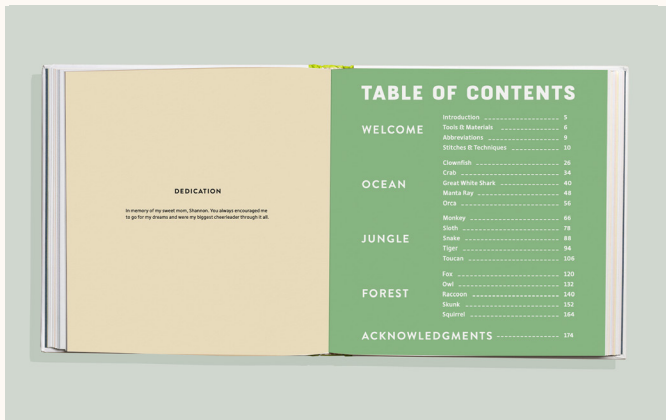 DEDICATION
In memory of my sweet mom, Shannon. You always encouraged me
to go for my dreams and were my biggest cheerleader through it all.
TABLE OF CONTENTS
WELCOME
Introduction 5
Tools & Materials 6
Abbreviations 9
Stitches & Techniques 10
OCEAN
Clownfish 26
Crab 34
Great White Shark 40
Manta Ray 48
Orca 56
JUNGLE
Monkey 66
Sloth 78
Snake 88
Tiger 94
Toucan 106
FOREST
Fox 120
Owl 132
Raccoon 140
Skunk 152
Squirrel 164
ACKNOWLEDGMENTS 174